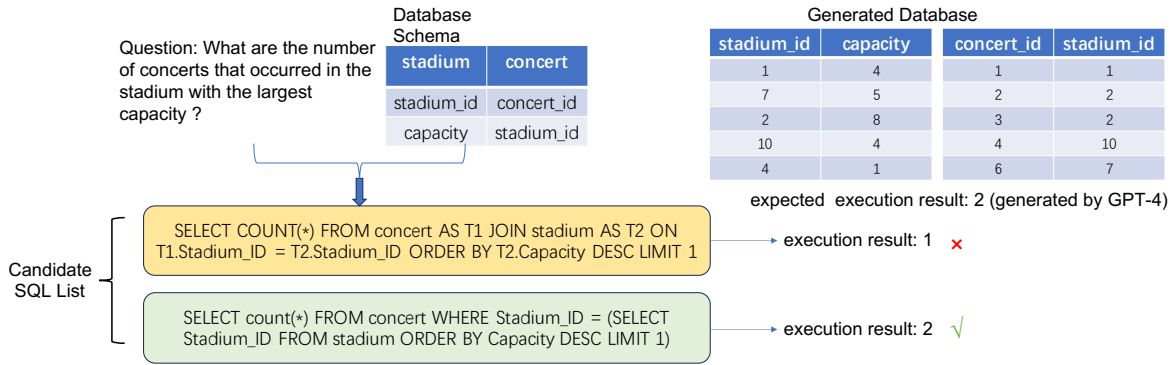 Database
Schema
Generated Database
Question: What are the number
of concerts that occurred in the
stadium with the largest
capacity ?
stadium concert
stadium_id concert_id
capacity stadium_id
stadium_id capacity concert_id stadium_id
1 4 1 1
7 5 2 2
2 8 3 2
10 4 4 10
4 1 6 7
expected execution result: 2 (generated by GPT-4)
Candidate
SQL List
SELECT COUNT(*) FROM concert AS T1 JOIN stadium AS T2 ON
T1.Stadium_ID = T2.Stadium_ID ORDER BY T2.Capacity DESC LIMIT 1
execution result: 1 ×
SELECT count(*) FROM concert WHERE Stadium_ID = (SELECT
Stadium_ID FROM stadium ORDER BY Capacity DESC LIMIT 1)
execution result: 2 √